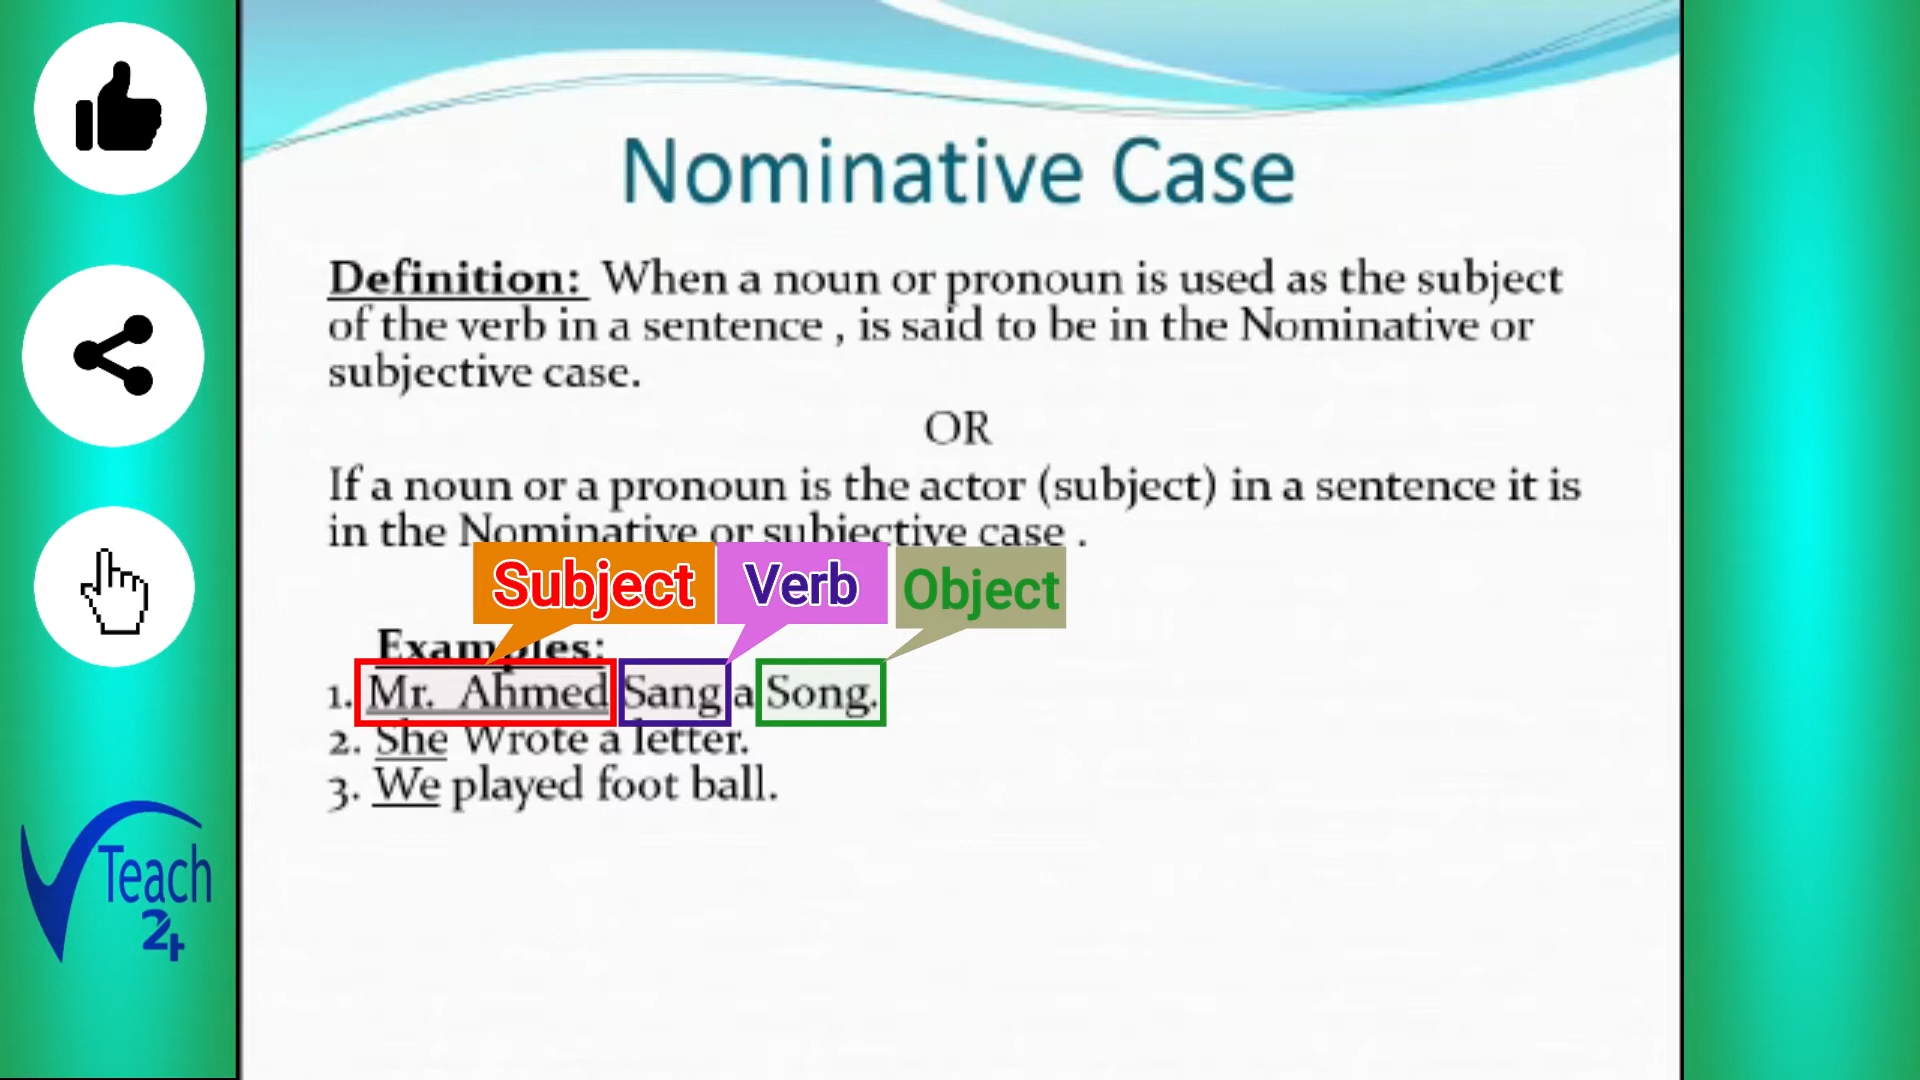 Nominative Case
Definition: When a noun or pronoun is used as the subject
of the verb in a sentence , is said to be in the Nominative or
subjective case.
OR
If a noun or a pronoun is the actor (subject) in a sentence it is
in the Nominative or subjective case .
Subject Verb Object
Examples:
1. Mr. Ahmed Sang a Song.
2. She Wrote a letter.
3. We played foot ball.
Teach
24